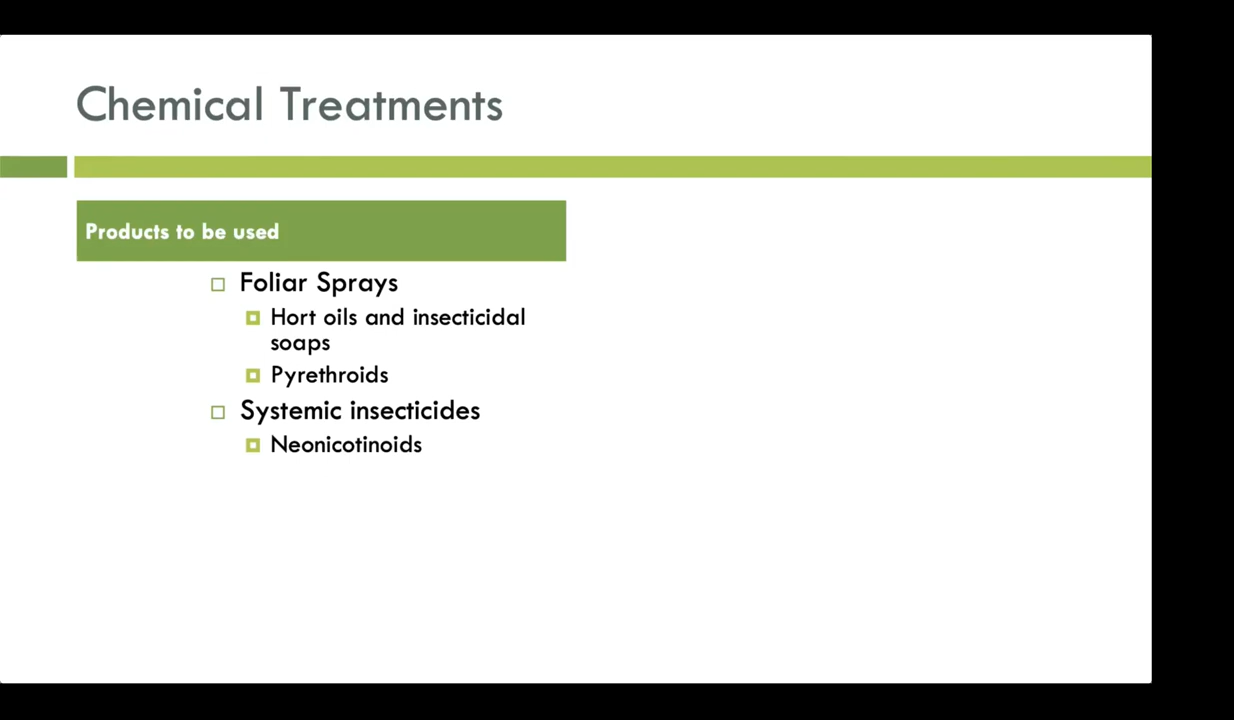 Chemical Treatments
Products to be used
Foliar Sprays
Hort oils and insecticidal
soaps
Pyrethroids
Systemic insecticides
Neonicotinoids